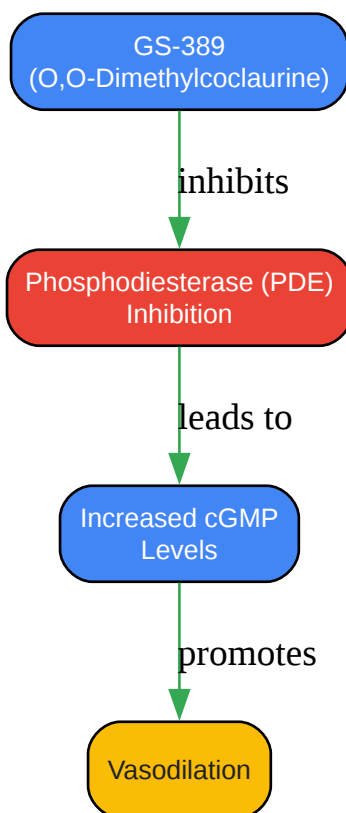 GS-389
(O,O-Dimethylcoclaurine)
inhibits
Phosphodiesterase (PDE)
Inhibition
leads to
Increased cGMP
Levels
promotes
Vasodilation